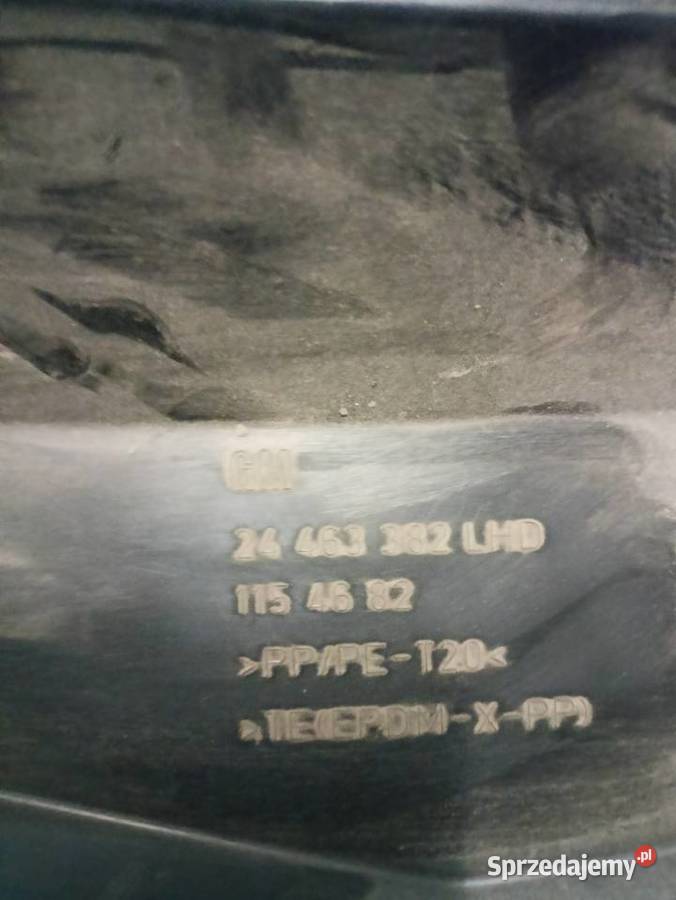 GM
24 463 382 LHD
115 46 82
>PP/PE-T20<
>TE(EPDM-X-PP)
Sprzedajemy.pl